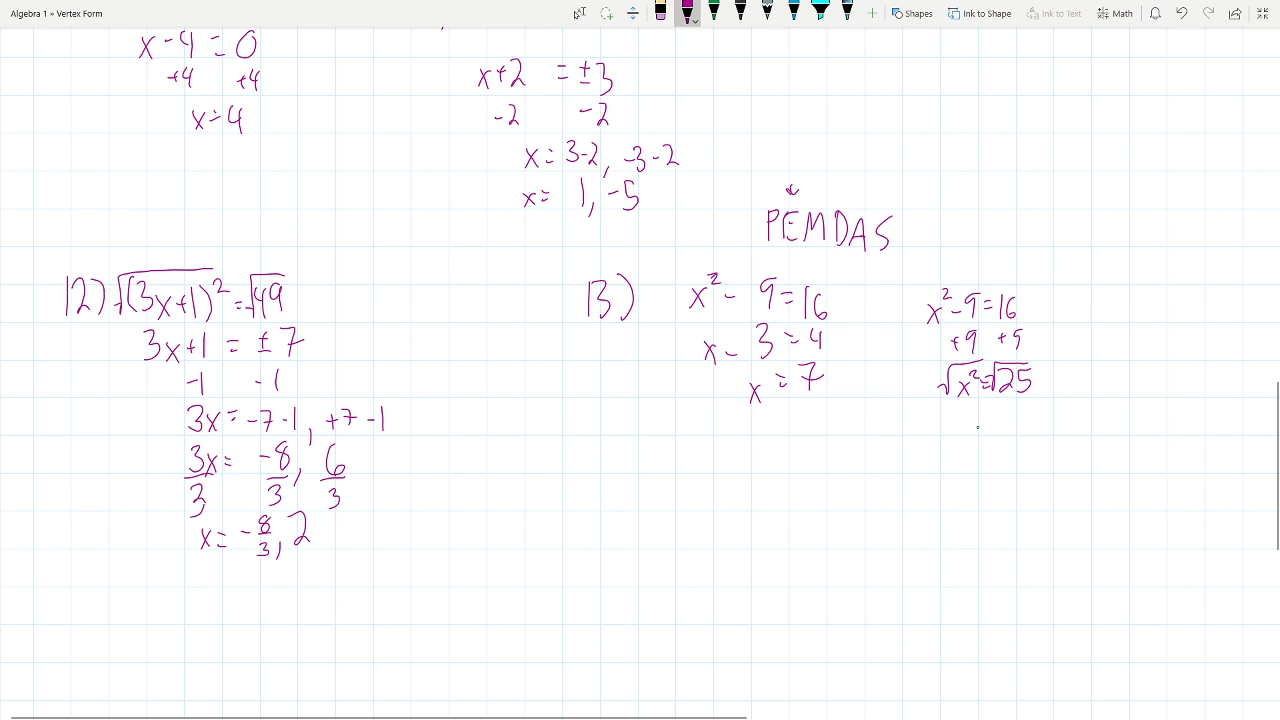 Algebra 1 » Vertex Form
Shapes
Ink to Shape
Ink to Text
Math
x - 4 = 0
+4 +4
x = 4
x+2 = ±3
-2 -2
x = 3-2, -3-2
x = 1, -5
PEMDAS
12) √(3x+1)² = √49
3x+1 = ±7
-1 -1
3x = -7-1, +7-1
3x/3 = -8/3, 6/3
x = -8/3, 2
13) x² - 9 = 16
x - 3 = 4
x = 7
x² - 9 = 16
+9 +9
√x² = √25